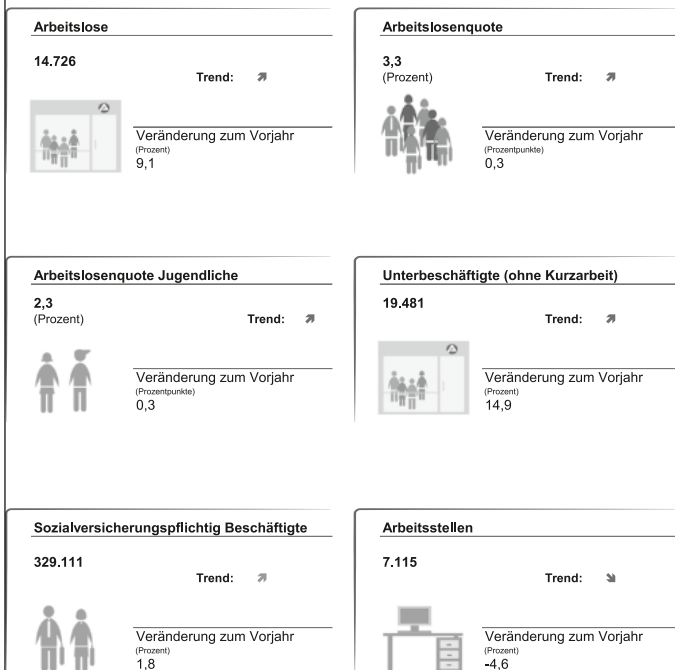 Arbeitslose
14.726
Trend:
Veränderung zum Vorjahr
(Prozent)
9,1
Arbeitslosenquote
3,3
(Prozent)
Trend:
Veränderung zum Vorjahr
(Prozentpunkte)
0,3
Arbeitslosenquote Jugendliche
2,3
(Prozent)
Trend:
Veränderung zum Vorjahr
(Prozentpunkte)
0,3
Unterbeschäftigte (ohne Kurzarbeit)
19.481
Trend:
Veränderung zum Vorjahr
(Prozent)
14,9
Sozialversicherungspflichtig Beschäftigte
329.111
Trend:
Veränderung zum Vorjahr
(Prozent)
1,8
Arbeitsstellen
7.115
Trend:
Veränderung zum Vorjahr
(Prozent)
-4,6